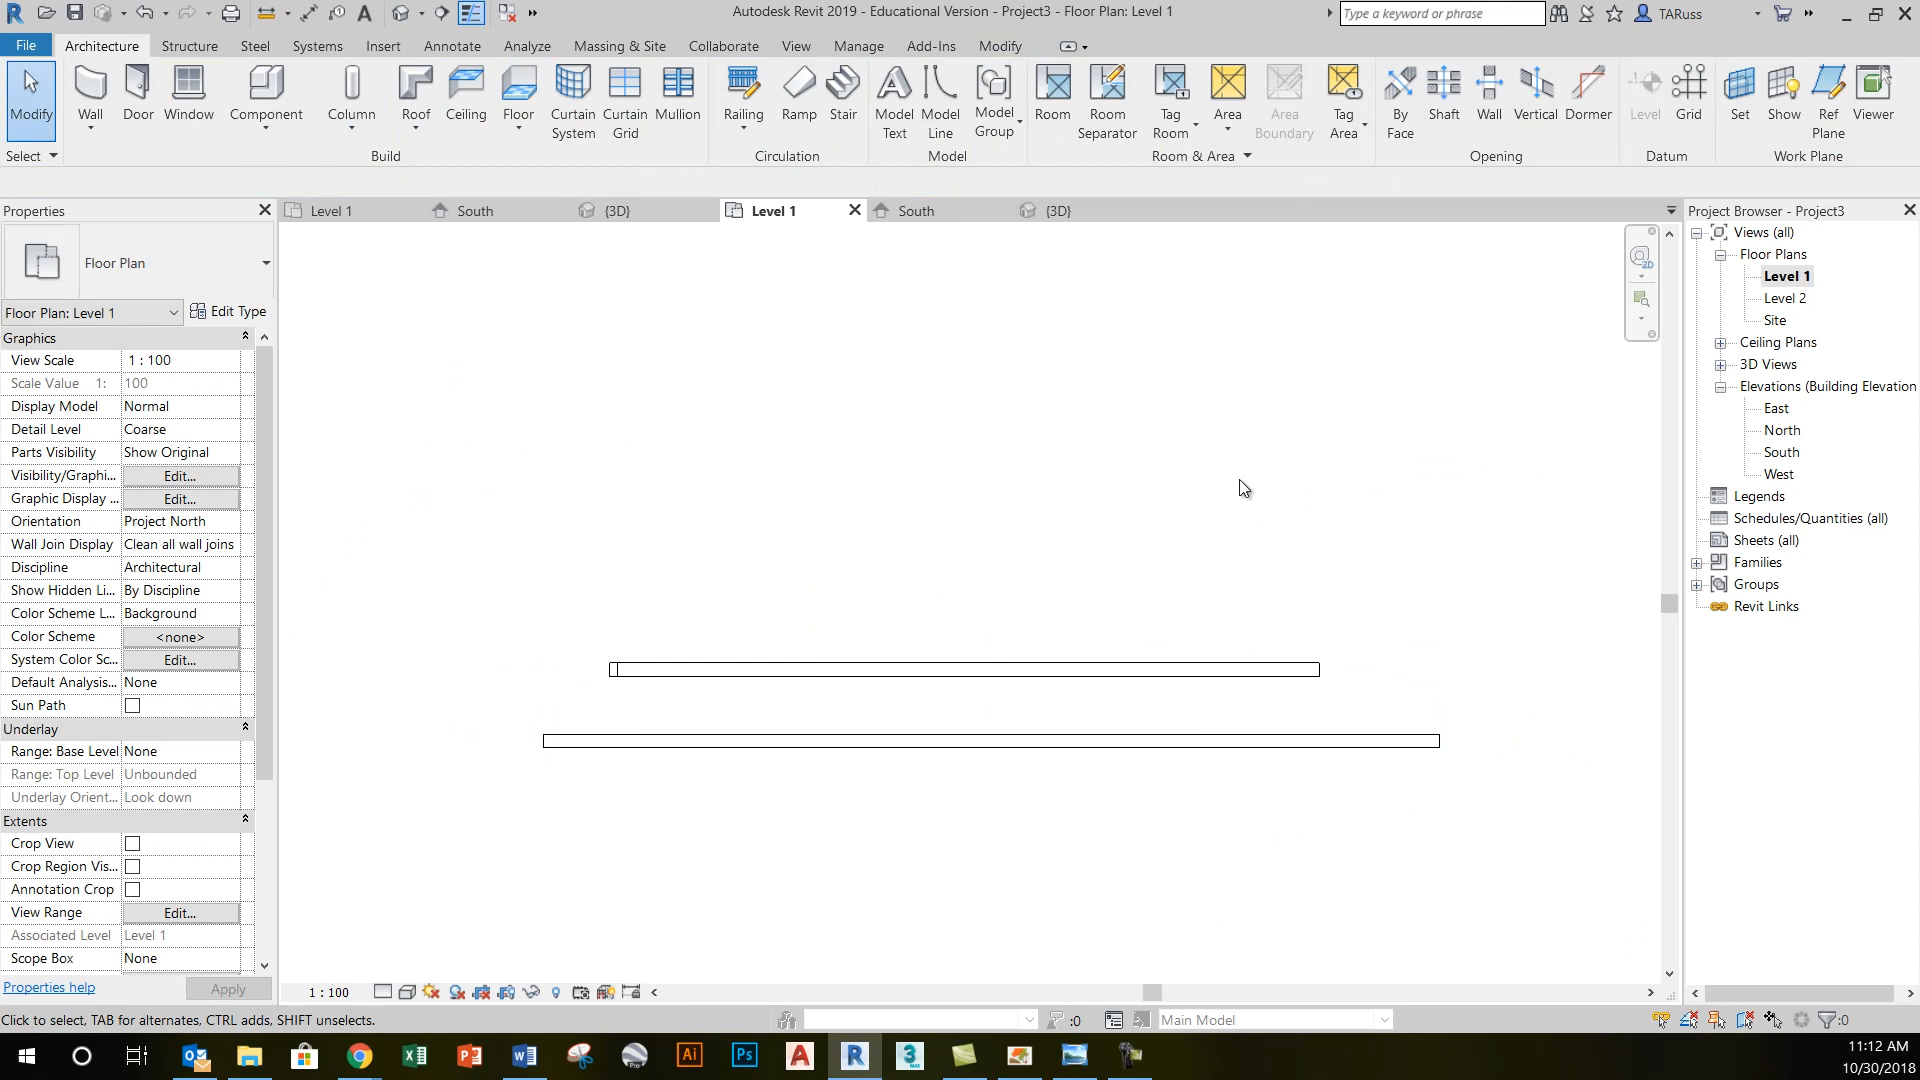 Autodesk Revit 2019 - Educational Version - Project3 - Floor Plan: Level 1
Type a keyword or phrase
TARuss
File
Architecture
Structure
Steel
Systems
Insert
Annotate
Analyze
Massing & Site
Collaborate
View
Manage
Add-Ins
Modify
Modify
Wall
Door
Window
Component
Column
Roof
Ceiling
Floor
Curtain System
Curtain Grid
Mullion
Railing
Ramp
Stair
Model Text
Model Line
Model Group
Room
Room Separator
Tag Room
Area
Area Boundary
Tag Area
By Face
Shaft
Wall
Vertical
Dormer
Level
Grid
Set
Show
Ref Plane
Viewer
Select
Build
Circulation
Model
Room & Area
Opening
Datum
Work Plane
Properties
Level 1
South
{3D}
Level 1
South
{3D}
Project Browser - Project3
Floor Plan
Floor Plan: Level 1
Edit Type
Graphics
View Scale 1 : 100
Scale Value 1: 100
Display Model Normal
Detail Level Coarse
Parts Visibility Show Original
Visibility/Graphi... Edit...
Graphic Display ... Edit...
Orientation Project North
Wall Join Display Clean all wall joins
Discipline Architectural
Show Hidden Li... By Discipline
Color Scheme L... Background
Color Scheme <none>
System Color Sc... Edit...
Default Analysis... None
Sun Path
Underlay
Range: Base Level None
Range: Top Level Unbounded
Underlay Orient... Look down
Extents
Crop View
Crop Region Vis...
Annotation Crop
View Range Edit...
Associated Level Level 1
Scope Box None
Properties help
Apply
2D
Views (all)
Floor Plans
Level 1
Level 2
Site
Ceiling Plans
3D Views
Elevations (Building Elevation
East
North
South
West
Legends
Schedules/Quantities (all)
Sheets (all)
Families
Groups
Revit Links
1 : 100
Click to select, TAB for alternates, CTRL adds, SHIFT unselects.
:0
Main Model
:0
11:12 AM
10/30/2018